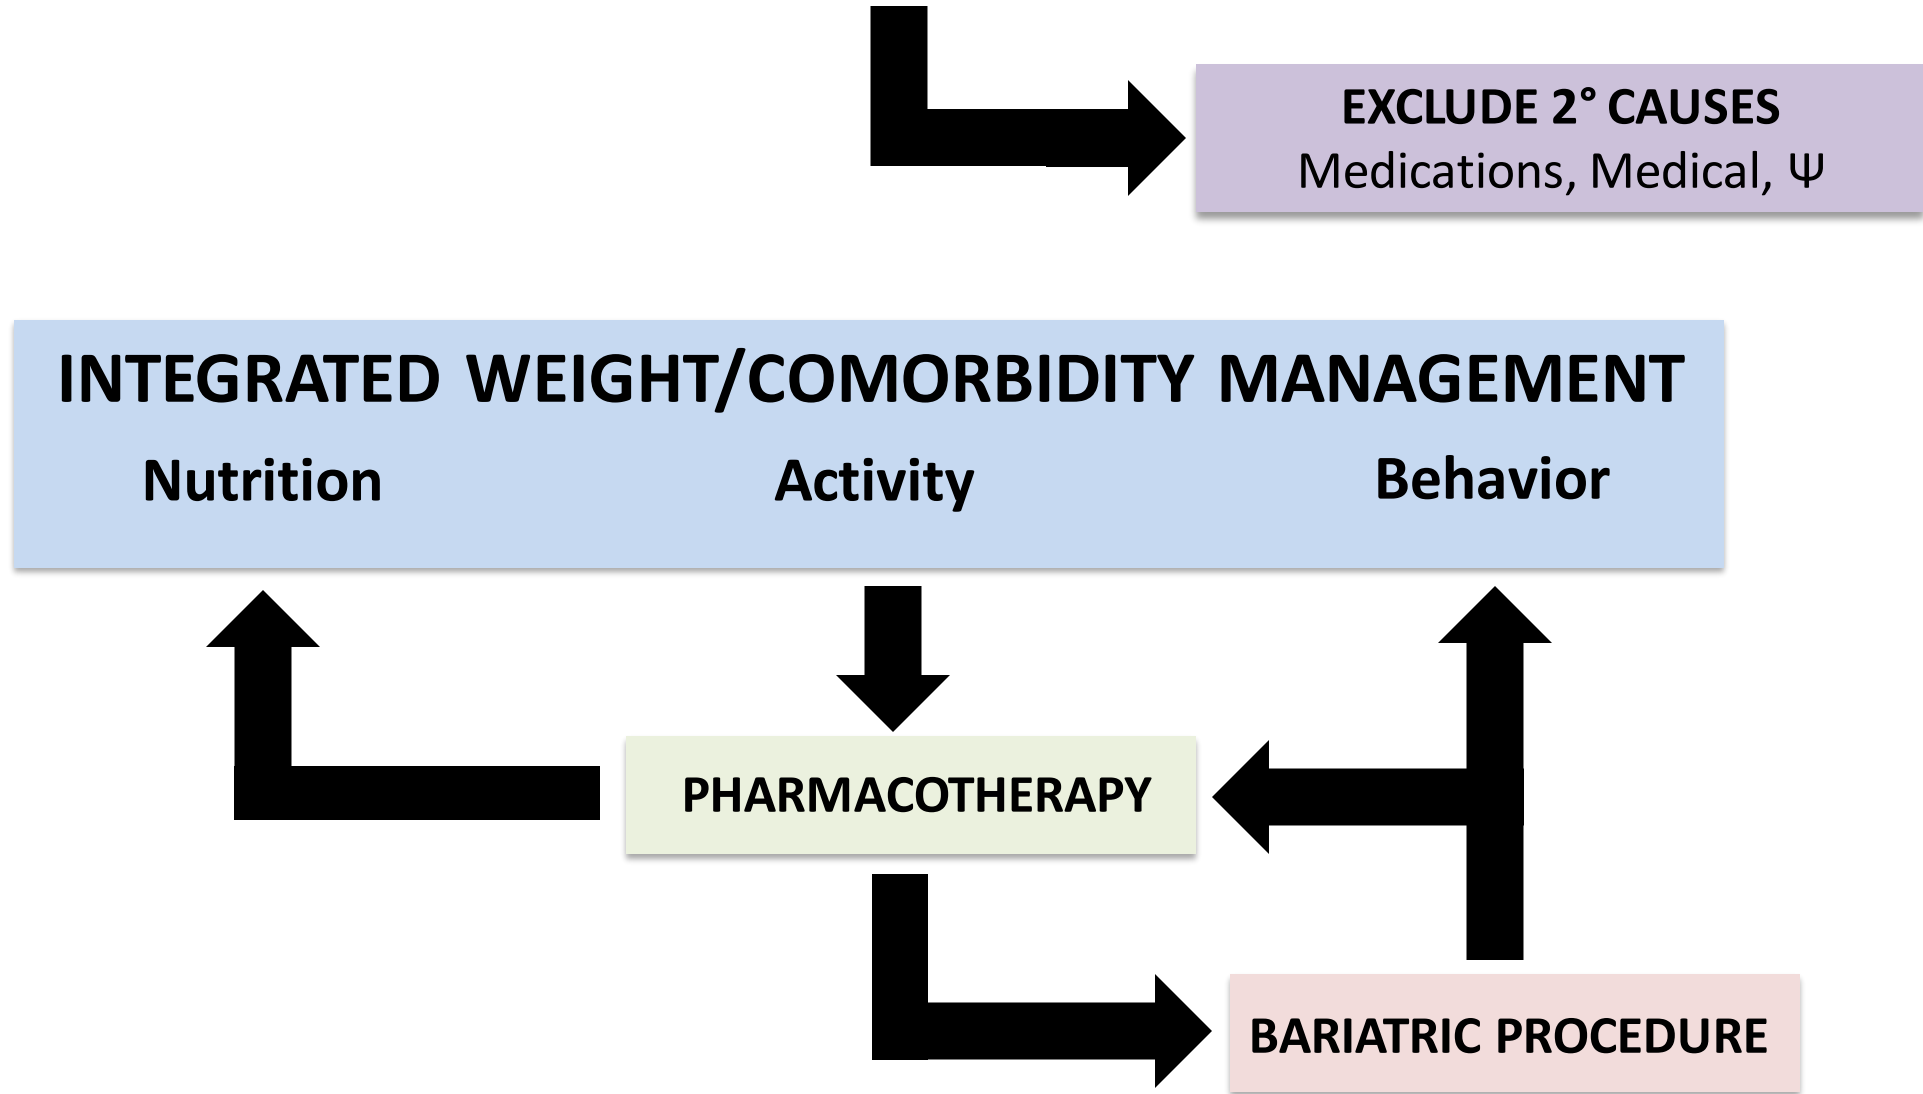 EXCLUDE 2° CAUSES
Medications, Medical, Ψ
INTEGRATED WEIGHT/COMORBIDITY MANAGEMENT
Nutrition Activity Behavior
PHARMACOTHERAPY
BARIATRIC PROCEDURE